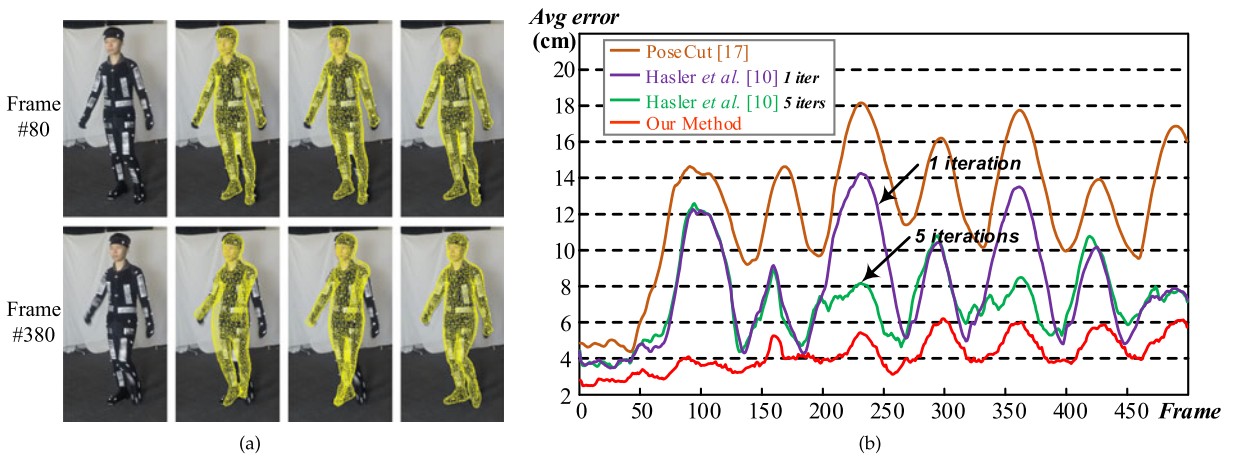 Frame
#80
Frame
#380
(a)
Avg error
(cm)
20
18
16
14
12
10
8
6
4
2
PoseCut [17]
Hasler et al. [10] 1 iter
Hasler et al. [10] 5 iters
Our Method
1 iteration
5 iterations
0 50 100 150 200 250 300 350 400 450 Frame
(b)